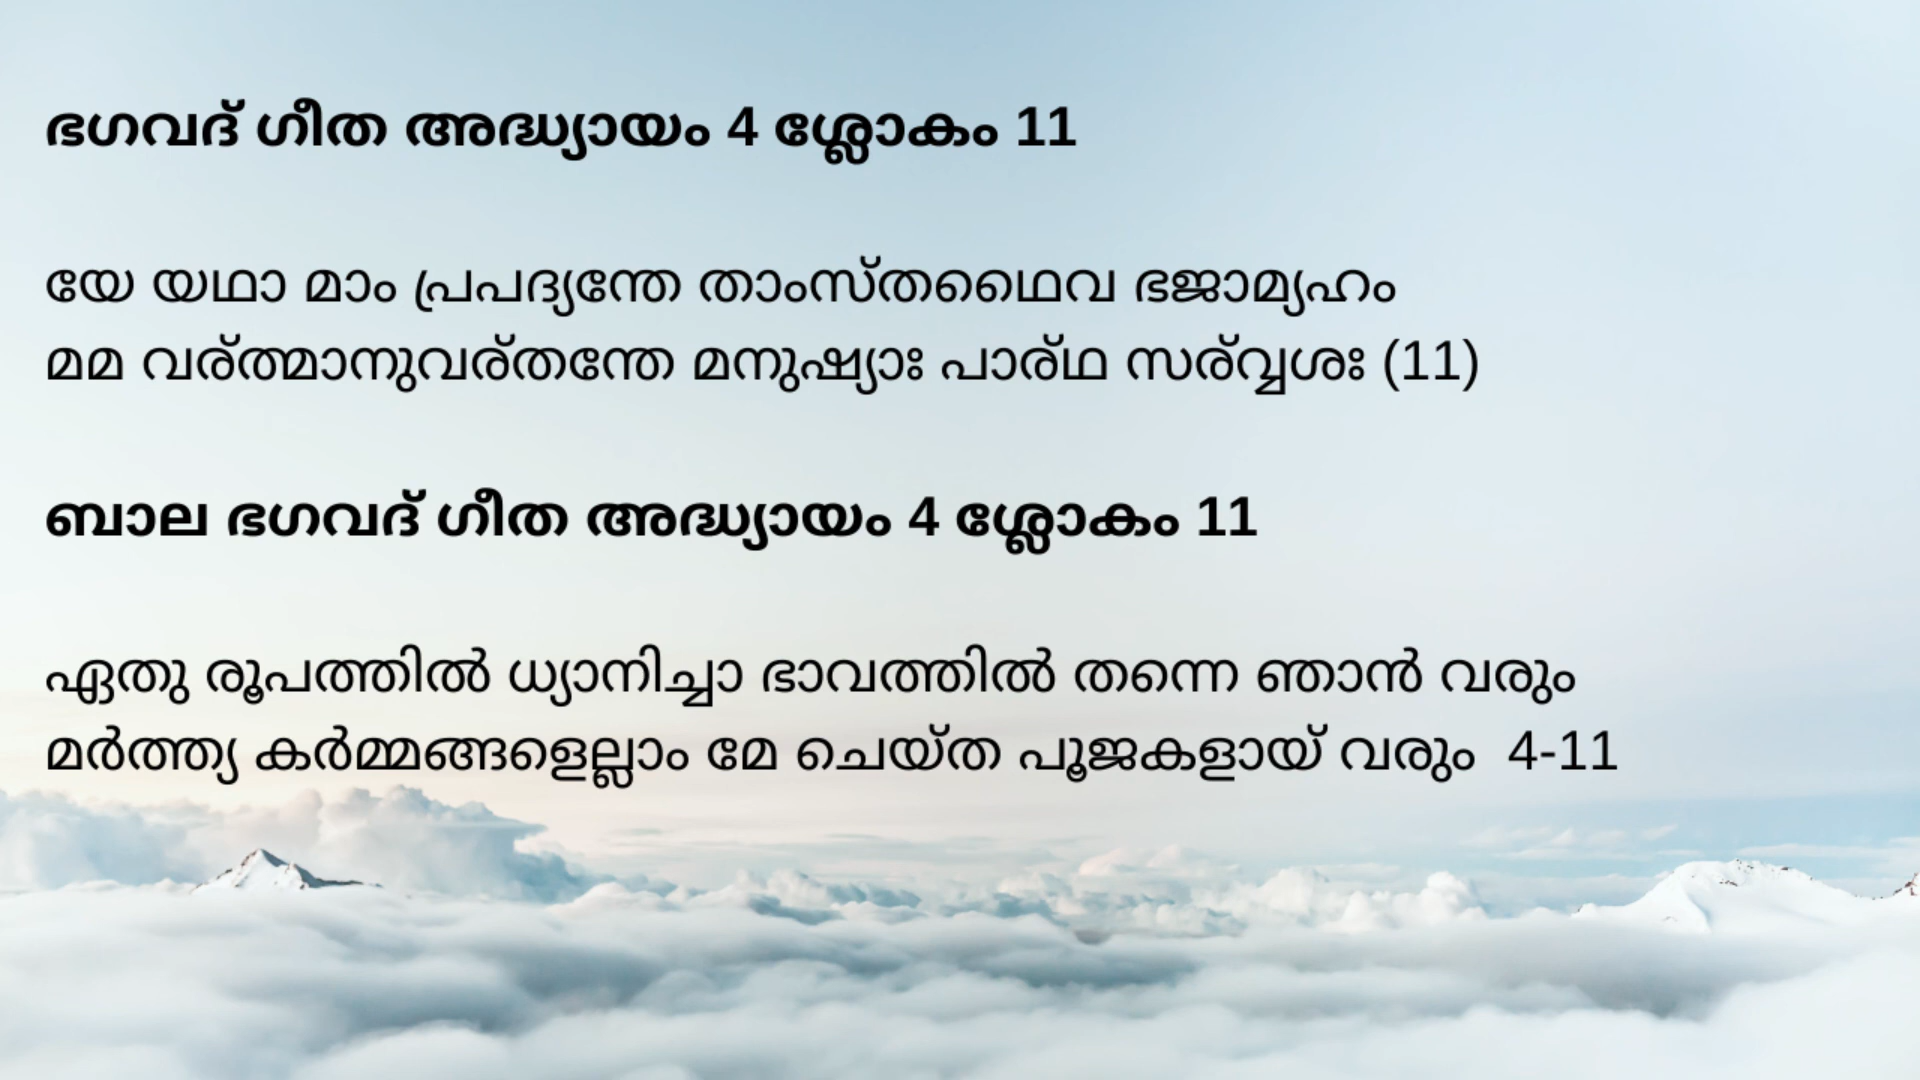 ഭഗവദ് ഗീത അദ്ധ്യായം 4 ശ്ലോകം 11
യേ യഥാ മാം പ്രപദ്യന്തേ താംസ്തഥൈവ ഭജാമ്യഹം
മമ വര്ത്മാനുവര്തന്തേ മനുഷ്യാഃ പാര്ഥ സര്വ്വശഃ (11)
ബാല ഭഗവദ് ഗീത അദ്ധ്യായം 4 ശ്ലോകം 11
ഏതു രൂപത്തിൽ ധ്യാനിച്ചാ ഭാവത്തിൽ തന്നെ ഞാൻ വരും
മർത്ത്യ കർമ്മങ്ങളെല്ലാം മേ ചെയ്ത പൂജകളായ് വരും 4-11